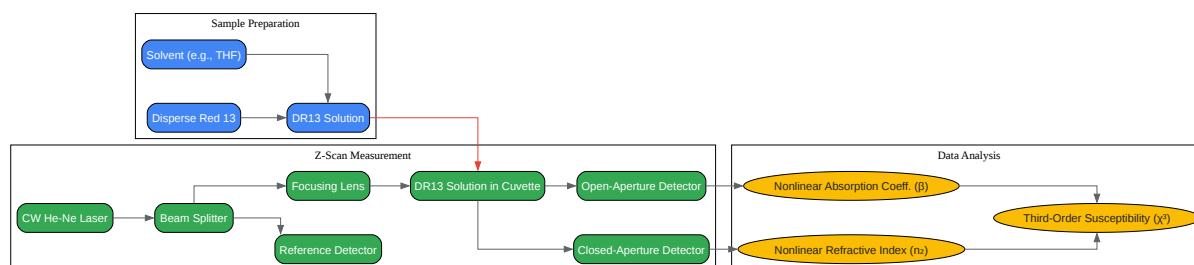 Sample Preparation
Solvent (e.g., THF)
Disperse Red 13
DR13 Solution
Z-Scan Measurement
Focusing Lens
DR13 Solution in Cuvette
Open-Aperture Detector
CW He-Ne Laser
Beam Splitter
Reference Detector
Closed-Aperture Detector
Data Analysis
Nonlinear Absorption Coeff. (β)
Third-Order Susceptibility (χ³)
Nonlinear Refractive Index (n₂)